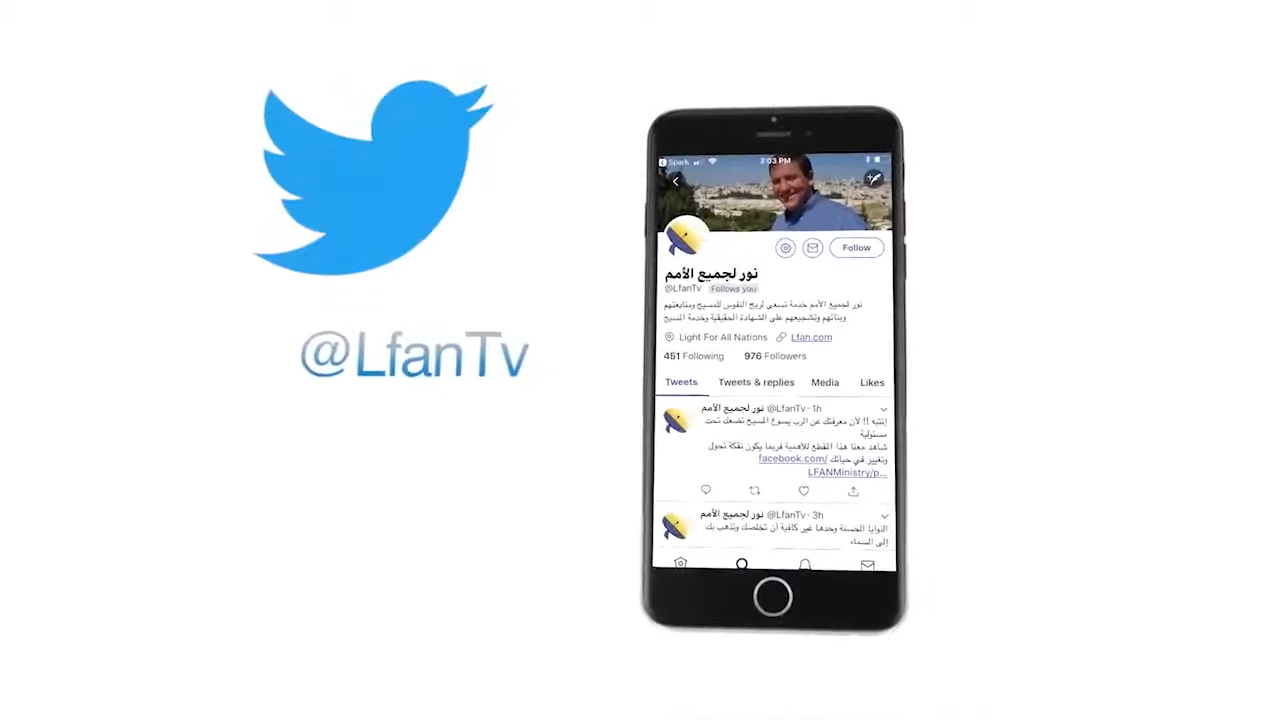 @LfanTv
Spark
3:03 PM
Follow
نور لجميع الأمم
@LfanTv Follows you
نور لجميع الأمم خدمة تسعى لربح النفوس للمسيح ومتابعتهم
وبنائهم وتشجيعهم على الشهادة الحقيقية وخدمة المسيح
Light For All Nations Lfan.com
451 Following 976 Followers
Tweets Tweets & replies Media Likes
نور لجميع الأمم @LfanTv · 1h
إنتبه !! لأن معرفتك عن الرب يسوع المسيح تضعك تحت
مسئولية
شاهد معنا هذا المقطع للأهمية فربما يكون نقطة تحول
وتغيير في حياتك facebook.com/
LFANMinistry/p...
نور لجميع الأمم @LfanTv · 3h
النوايا الحسنة وحدها غير كافية أن تخلصك وتذهب بك
إلى السماء